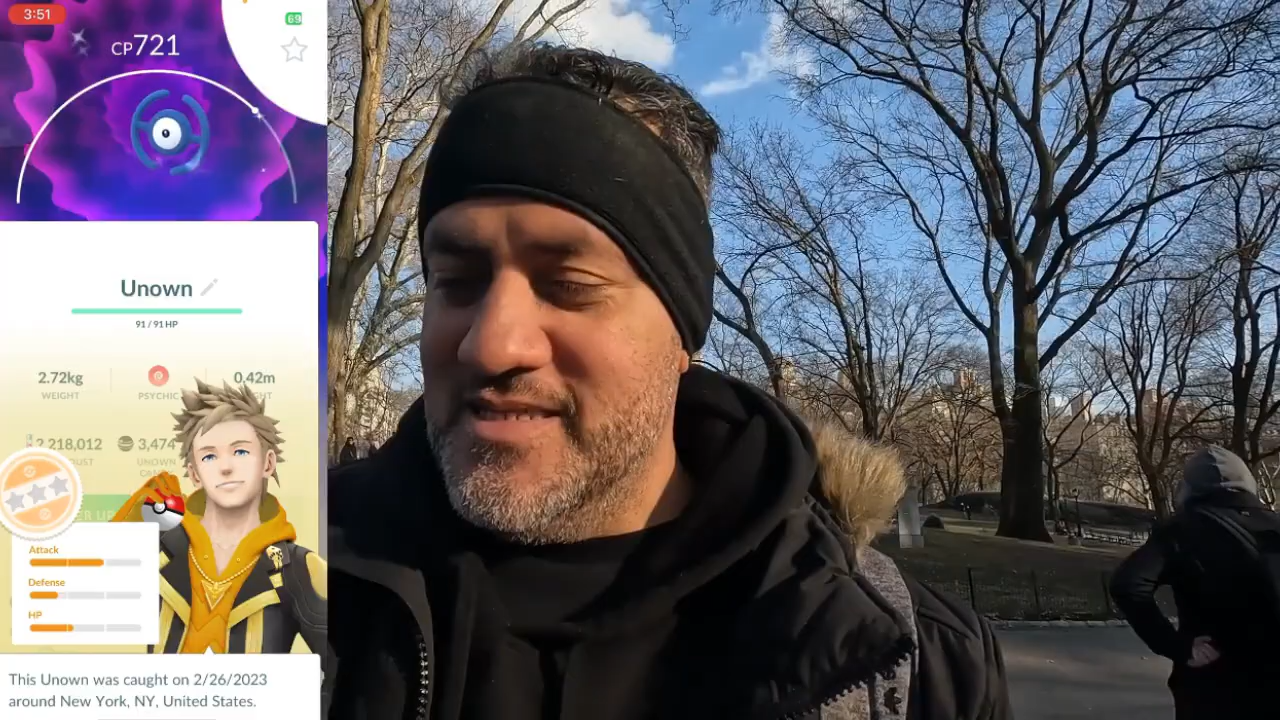 3:51
69
CP721
Unown
91 / 91 HP
2.72kg
0.42m
WEIGHT
PSYCHIC
2,218,012
3,474
UNOWN
Attack
Defense
HP
This Unown was caught on 2/26/2023
around New York, NY, United States.